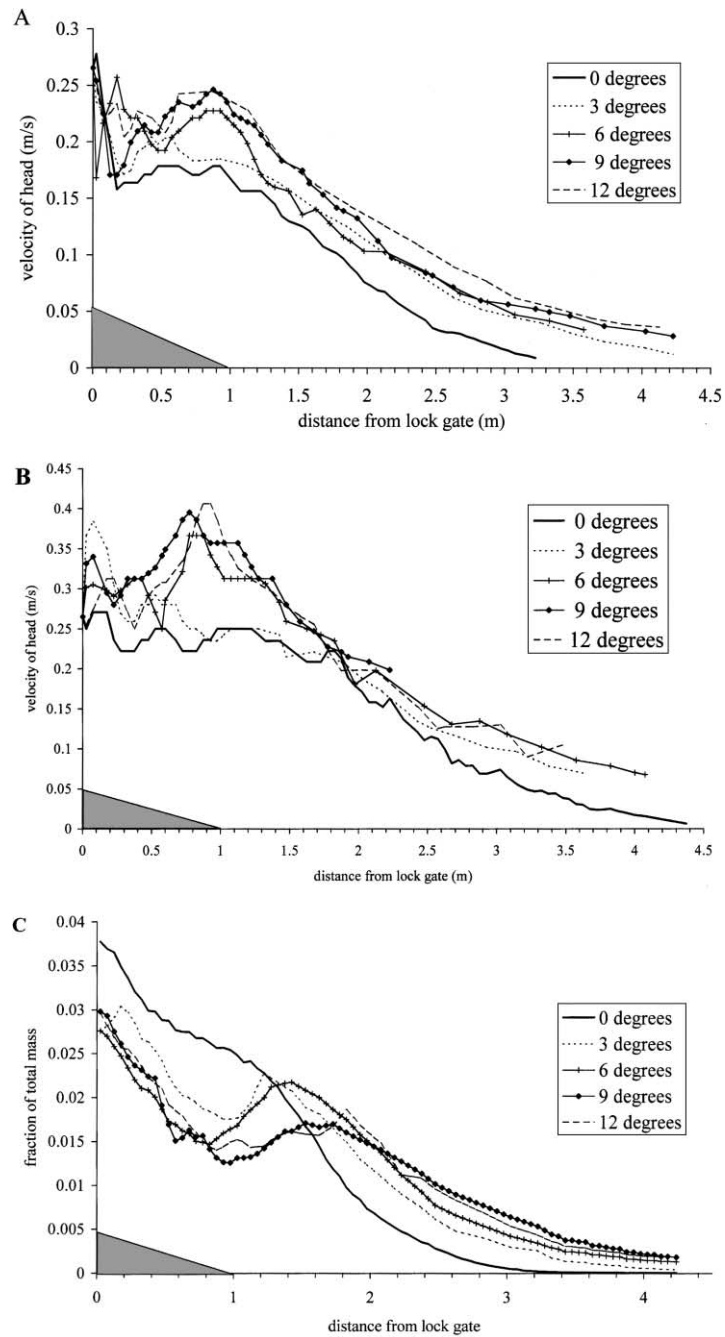 A
velocity of head (m/s)
0.3
0.25
0.2
0.15
0.1
0.05
0
0 degrees
3 degrees
6 degrees
9 degrees
12 degrees
0 0.5 1 1.5 2 2.5 3 3.5 4 4.5
distance from lock gate (m)
B
velocity of head (m/s)
0.45
0.4
0.35
0.3
0.25
0.2
0.15
0.1
0.05
0
0 degrees
3 degrees
6 degrees
9 degrees
12 degrees
0 0.5 1 1.5 2 2.5 3 3.5 4 4.5
distance from lock gate (m)
C
fraction of total mass
0.04
0.035
0.03
0.025
0.02
0.015
0.01
0.005
0
0 degrees
3 degrees
6 degrees
9 degrees
12 degrees
0 1 2 3 4
distance from lock gate